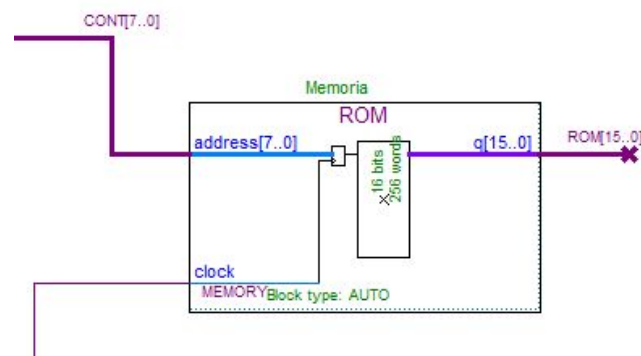 CONT[7..0]
Memoria
ROM
address[7..0]
q[15..0]
ROM[15..0]
16 bits
256 words
clock
MEMORY
Block type: AUTO